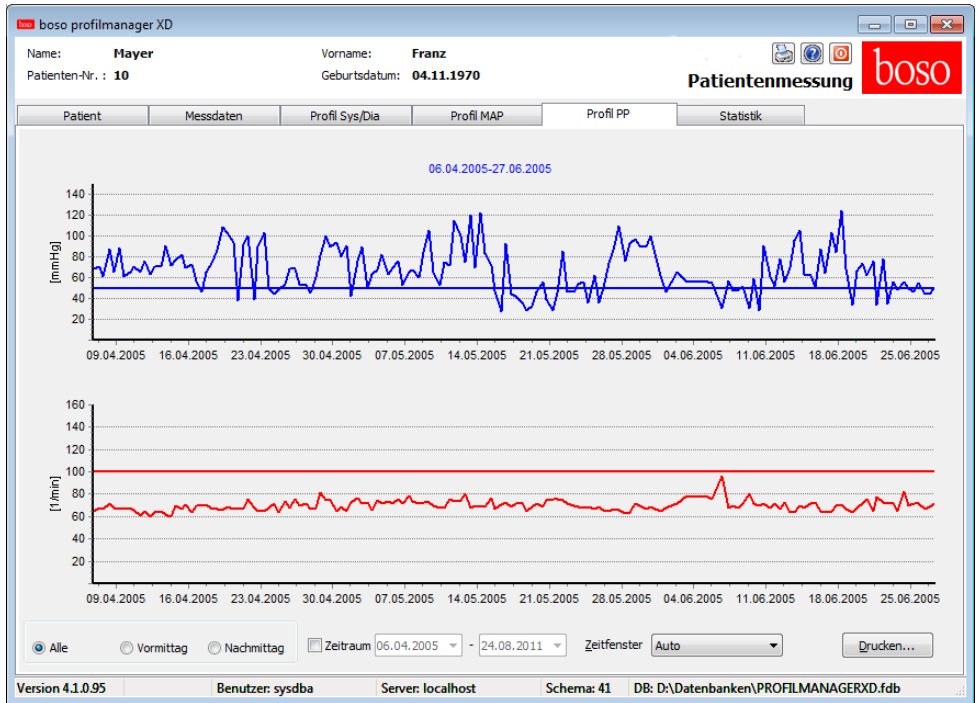 boso boso profilmanager XD
Name: Mayer Vorname: Franz
Patienten-Nr. : 10 Geburtsdatum: 04.11.1970
Patientenmessung boso
Patient Messdaten Profil Sys/Dia Profil MAP Profil PP Statistik
06.04.2005-27.06.2005
[mmHg]
140
120
100
80
60
40
20
09.04.2005 16.04.2005 23.04.2005 30.04.2005 07.05.2005 14.05.2005 21.05.2005 28.05.2005 04.06.2005 11.06.2005 18.06.2005 25.06.2005
[1/min]
160
140
120
100
80
60
40
20
09.04.2005 16.04.2005 23.04.2005 30.04.2005 07.05.2005 14.05.2005 21.05.2005 28.05.2005 04.06.2005 11.06.2005 18.06.2005 25.06.2005
Alle Vormittag Nachmittag Zeitraum 06.04.2005 - 24.08.2011 Zeitfenster Auto Drucken...
Version 4.1.0.95 Benutzer: sysdba Server: localhost Schema: 41 DB: D:\Datenbanken\PROFILMANAGERXD.fdb